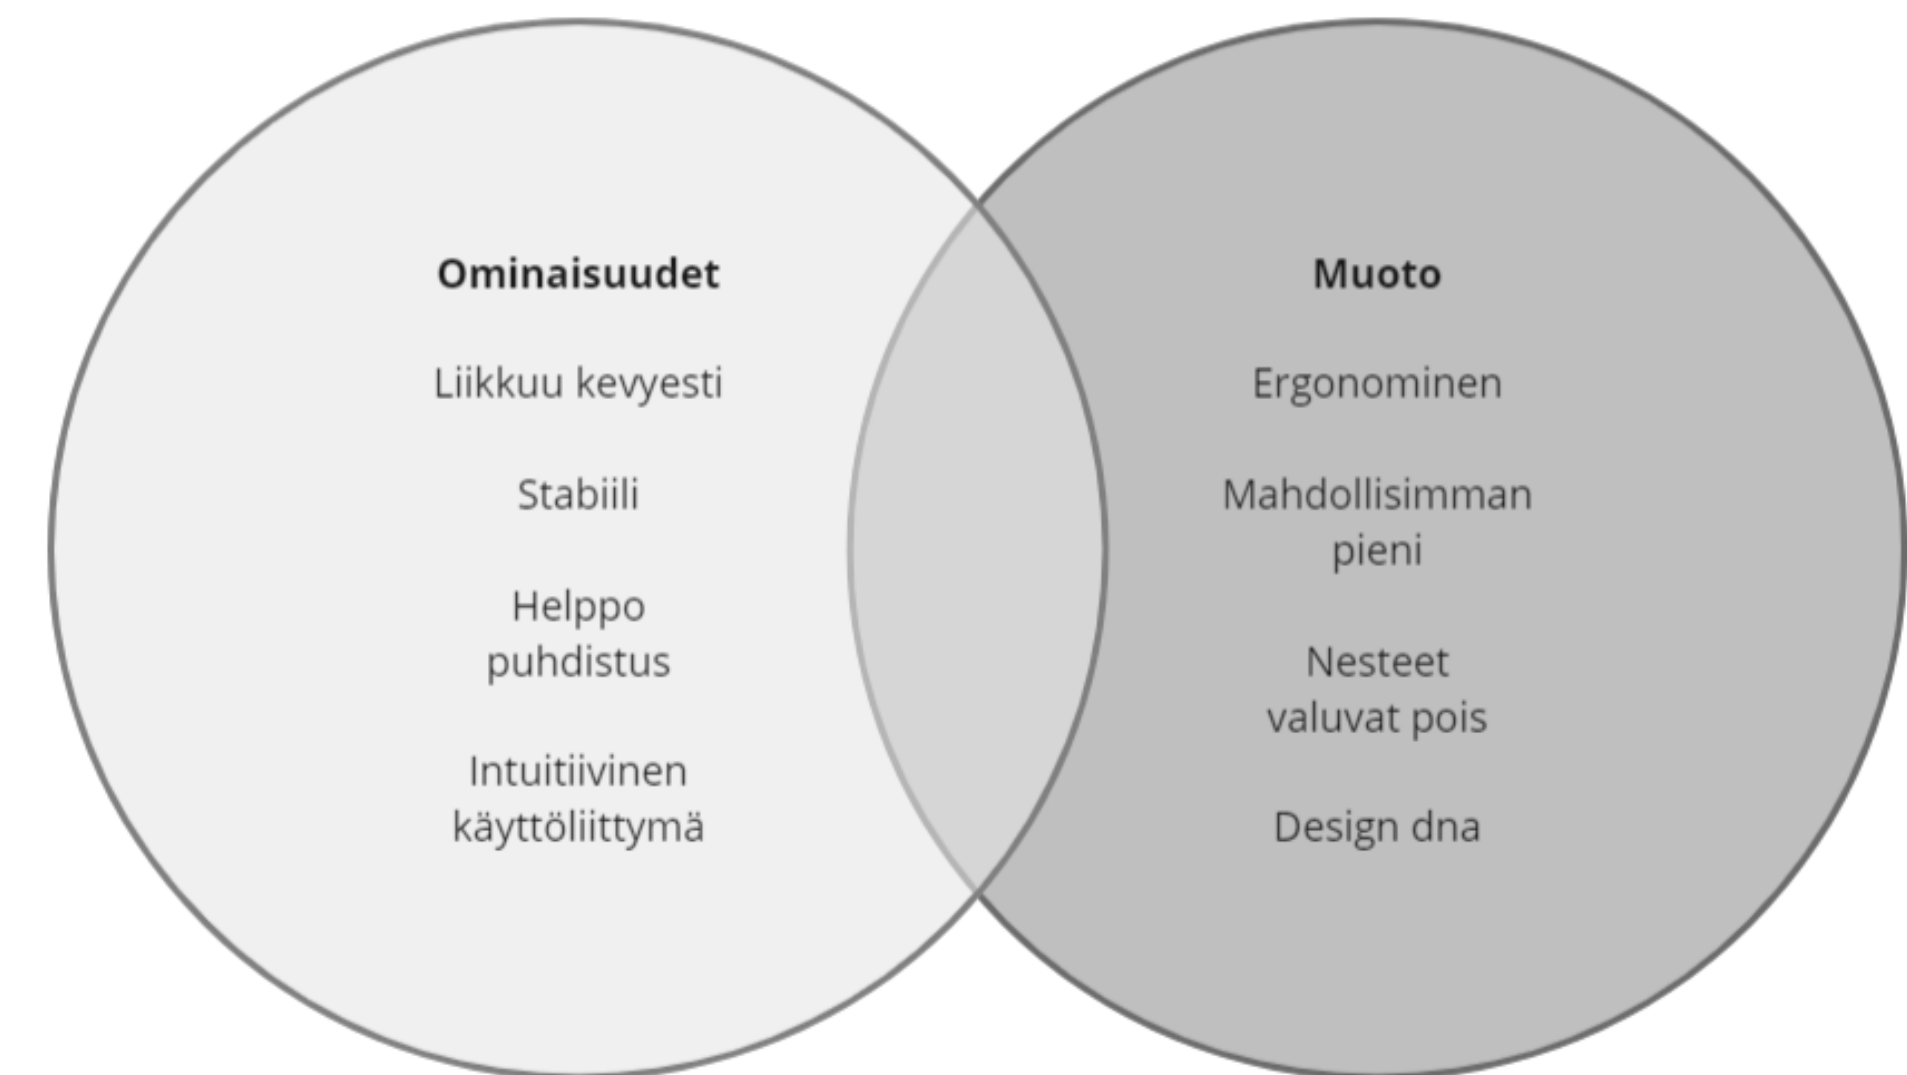 Ominaisuudet
Liikkuu kevyesti
Stabiili
Helppo
puhdistus
Intuitiivinen
käyttöliittymä
Muoto
Ergonominen
Mahdollisimman
pieni
Nesteet
valuvat pois
Design dna